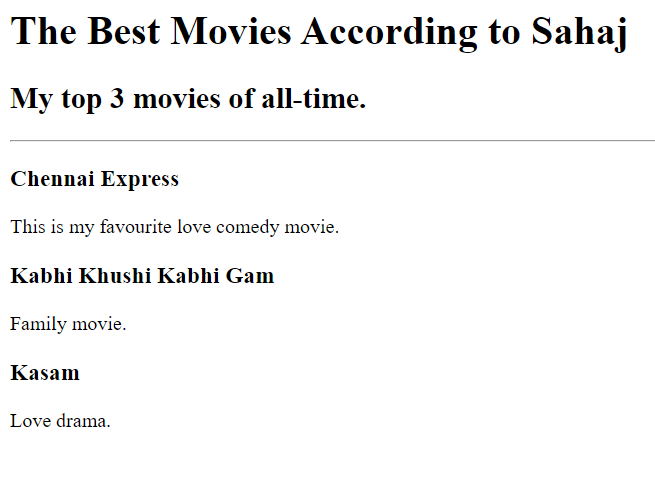 The Best Movies According to Sahaj
My top 3 movies of all-time.
Chennai Express
This is my favourite love comedy movie.
Kabhi Khushi Kabhi Gam
Family movie.
Kasam
Love drama.